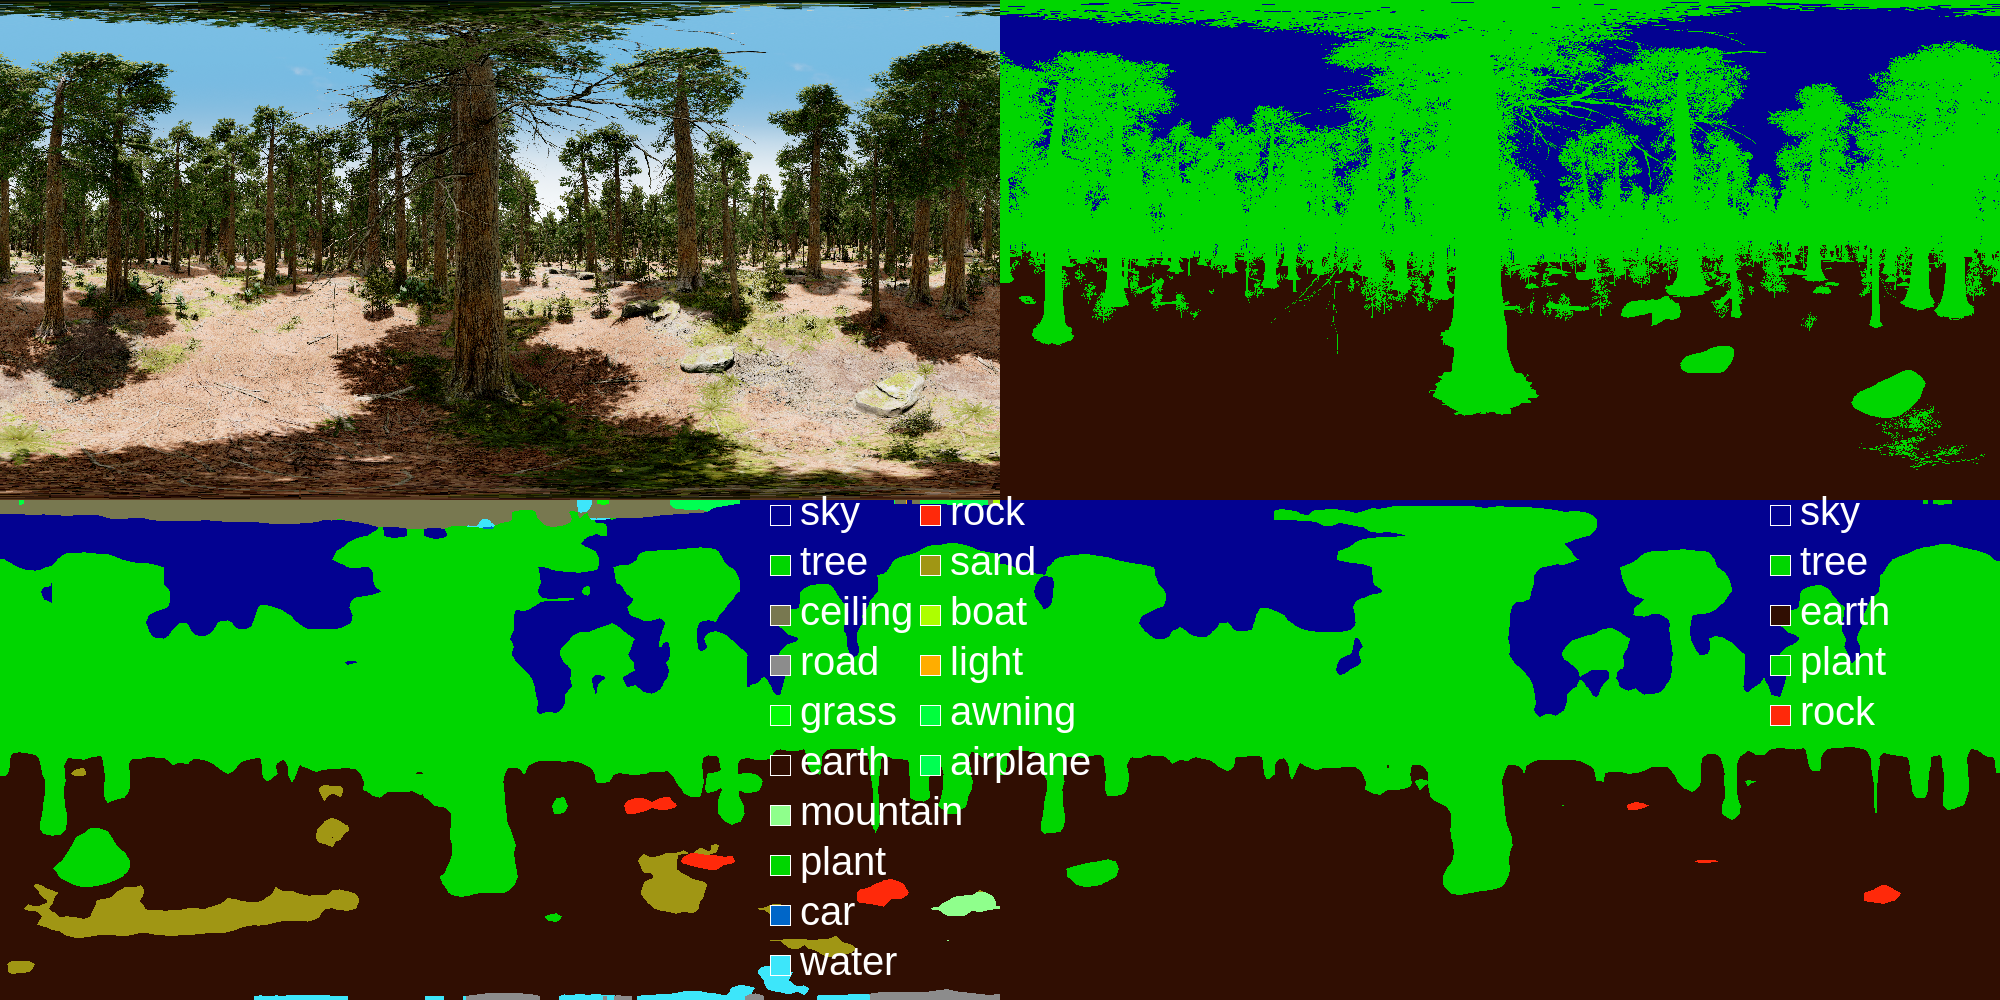 sky
tree
ceiling
road
grass
earth
mountain
plant
car
water
rock
sand
boat
light
awning
airplane
sky
tree
earth
plant
rock